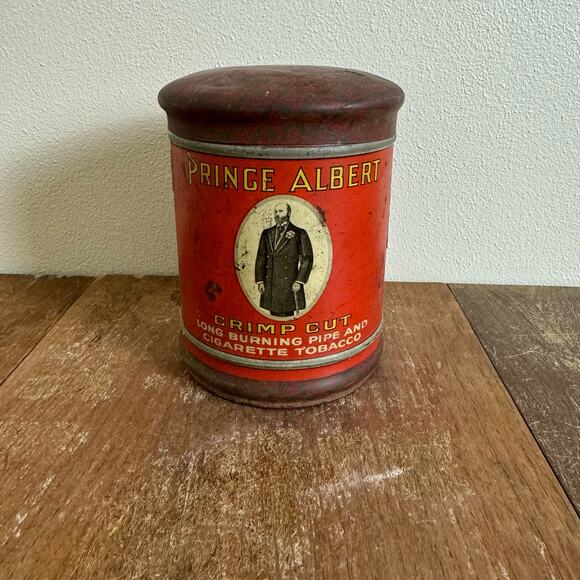 PRINCE ALBERT
CRIMP CUT
LONG BURNING PIPE AND
CIGARETTE TOBACCO